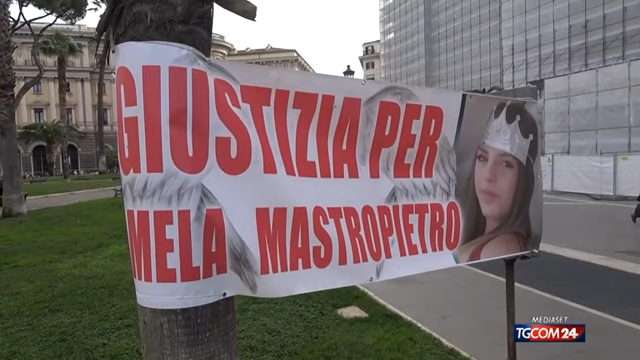 GIUSTIZIA PER
MELA MASTROPIETRO
MEDIASET
TGCOM24